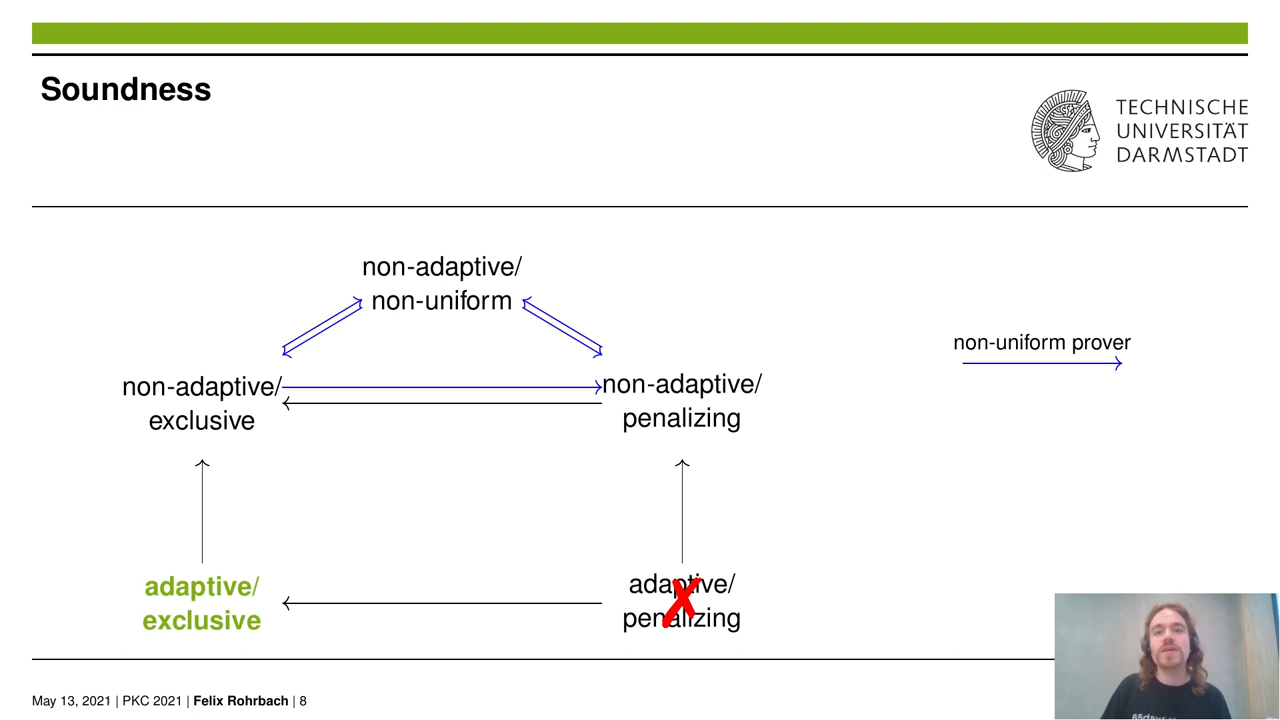 Soundness
TECHNISCHE
UNIVERSITÄT
DARMSTADT
non-adaptive/
non-uniform
non-uniform prover
non-adaptive/
exclusive
non-adaptive/
penalizing
adaptive/
exclusive
adaptive/
penalizing
May 13, 2021 | PKC 2021 | Felix Rohrbach | 8